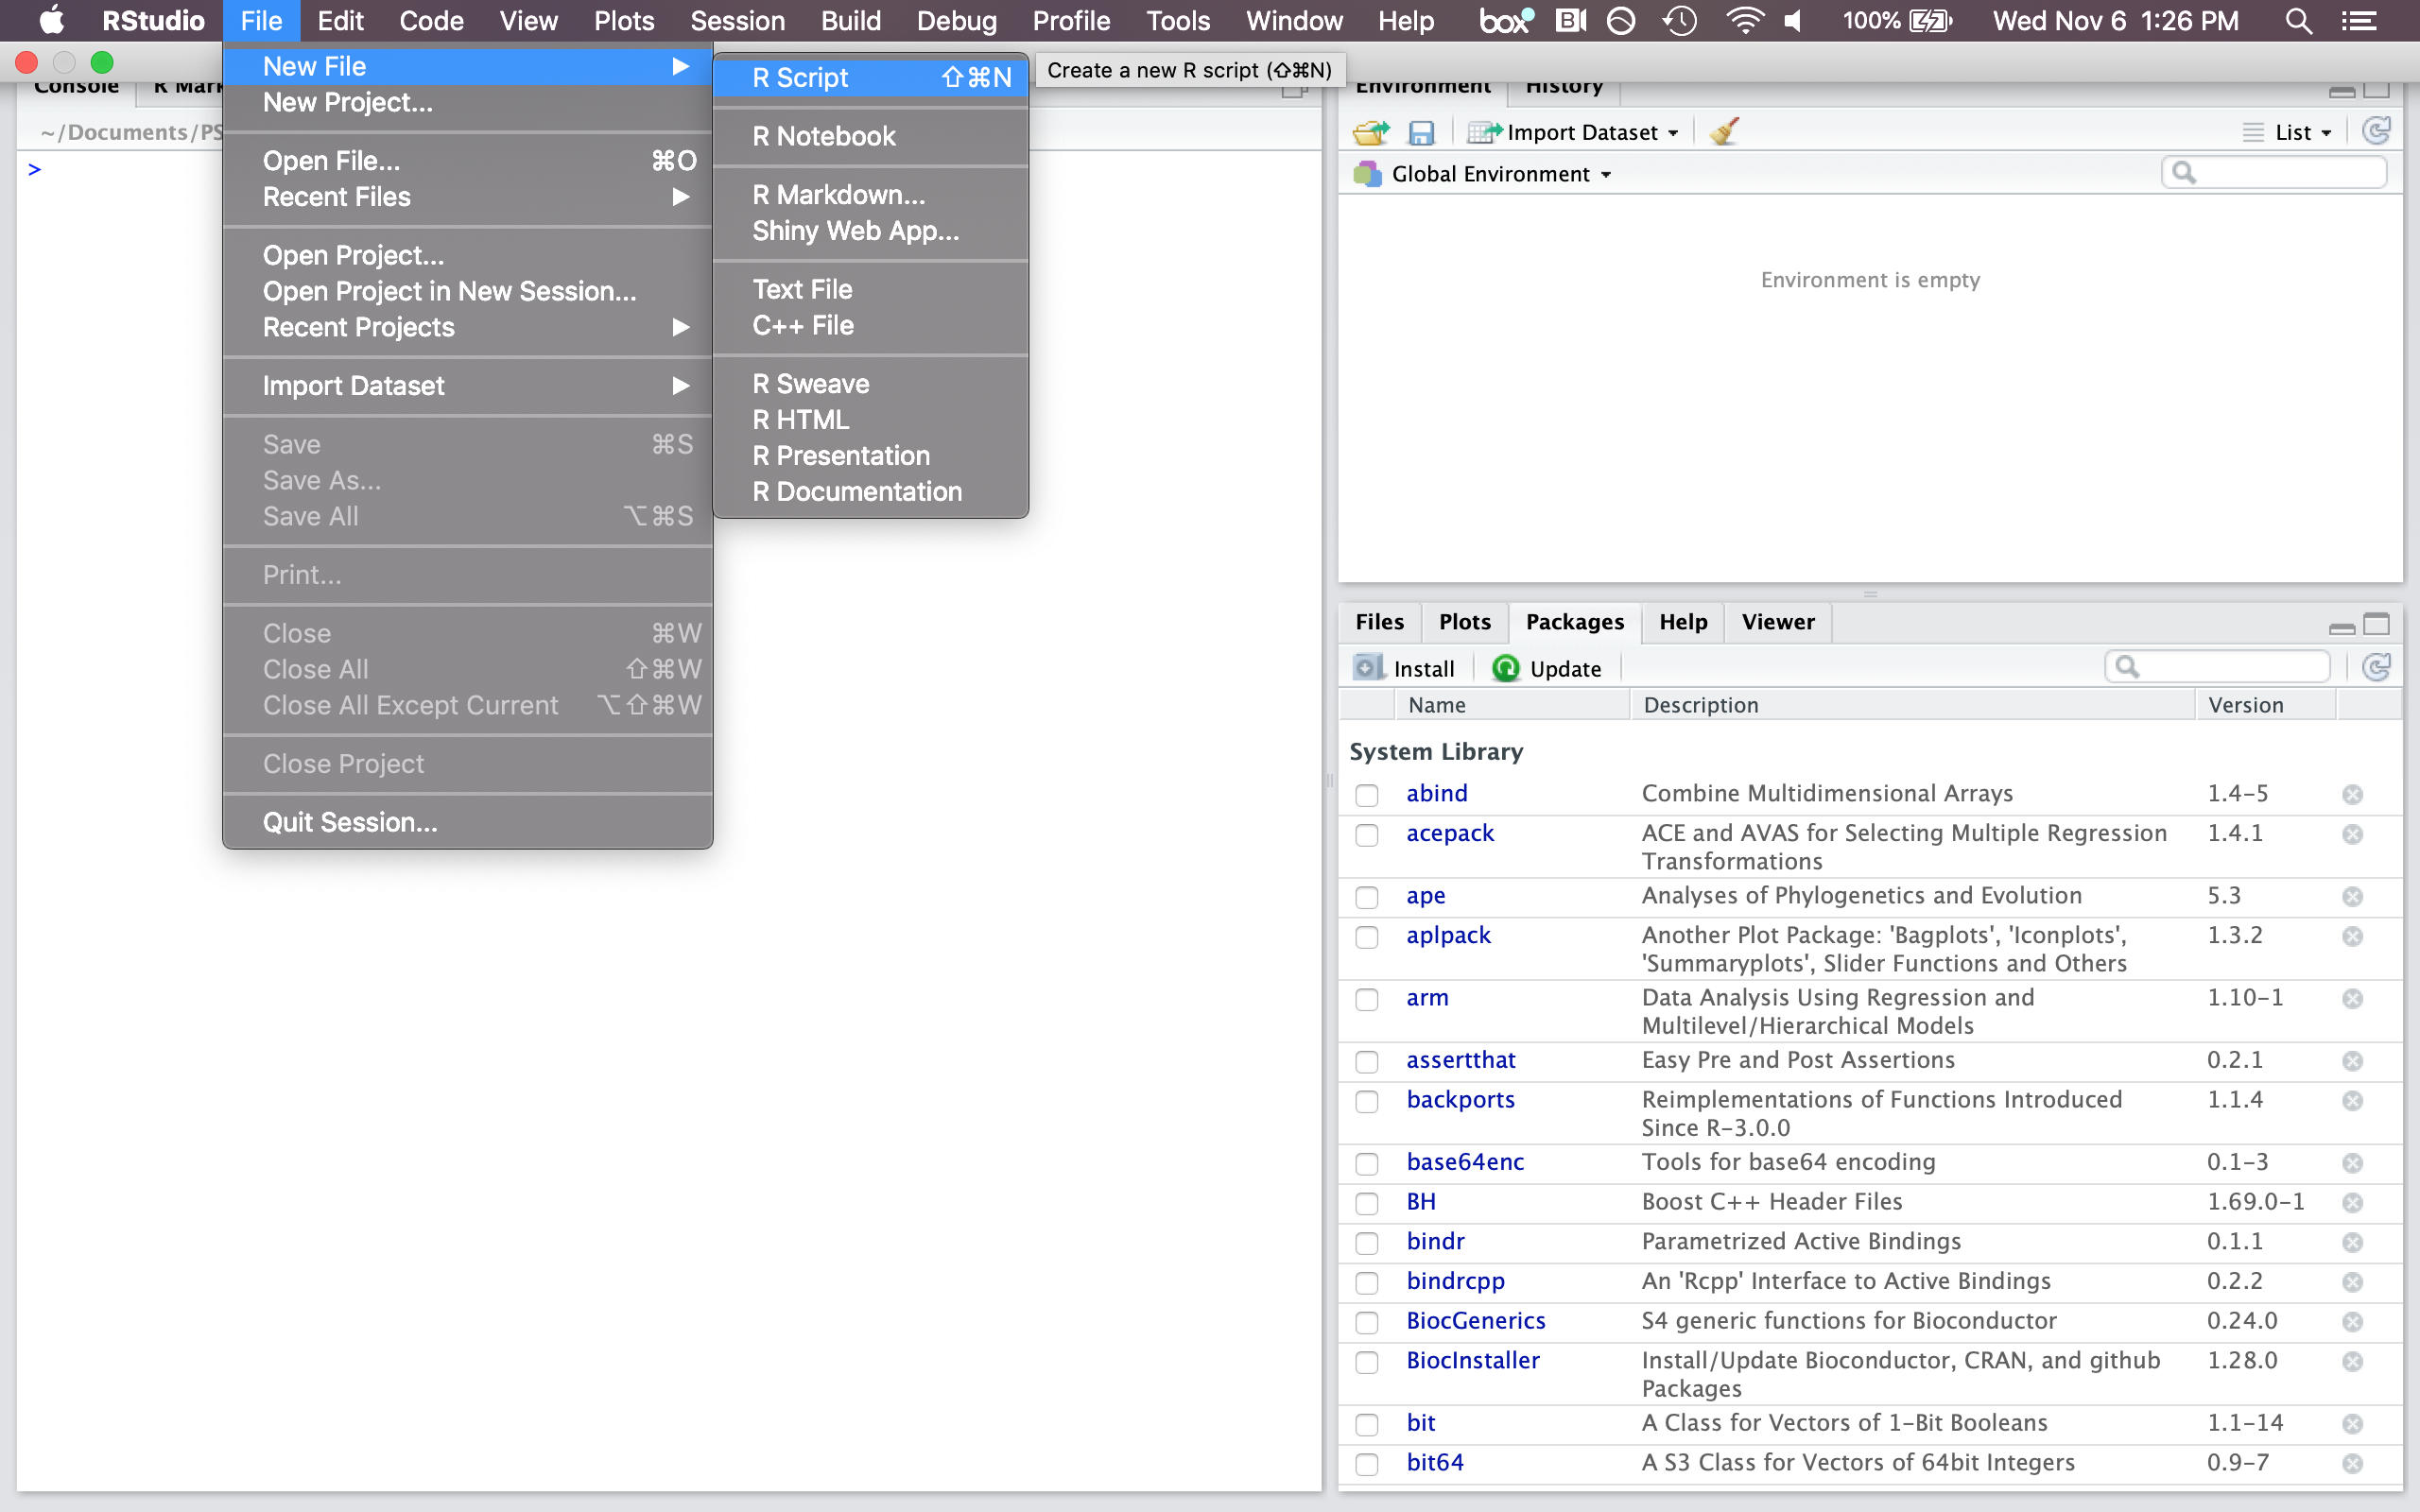 RStudio File Edit Code View Plots Session Build Debug Profile Tools Window Help box 100% Wed Nov 6 1:26 PM
New File
New Project...
Open File... ⌘O
Recent Files
Open Project...
Open Project in New Session...
Recent Projects
Import Dataset
Save ⌘S
Save As...
Save All ⌥⌘S
Print...
Close ⌘W
Close All ⇧⌘W
Close All Except Current ⌥⇧⌘W
Close Project
Quit Session...
R Script ⇧⌘N
R Notebook
R Markdown...
Shiny Web App...
Text File
C++ File
R Sweave
R HTML
R Presentation
R Documentation
Create a new R script (⇧⌘N)
Console R Mar
~/Documents/PS
>
Environment History
Import Dataset List
Global Environment
Environment is empty
Files Plots Packages Help Viewer
Install Update
Name Description Version
System Library
abind Combine Multidimensional Arrays 1.4-5
acepack ACE and AVAS for Selecting Multiple Regression 1.4.1
Transformations
ape Analyses of Phylogenetics and Evolution 5.3
aplpack Another Plot Package: 'Bagplots', 'Iconplots', 1.3.2
'Summaryplots', Slider Functions and Others
arm Data Analysis Using Regression and 1.10-1
Multilevel/Hierarchical Models
assertthat Easy Pre and Post Assertions 0.2.1
backports Reimplementations of Functions Introduced 1.1.4
Since R-3.0.0
base64enc Tools for base64 encoding 0.1-3
BH Boost C++ Header Files 1.69.0-1
bindr Parametrized Active Bindings 0.1.1
bindrcpp An 'Rcpp' Interface to Active Bindings 0.2.2
BiocGenerics S4 generic functions for Bioconductor 0.24.0
BiocInstaller Install/Update Bioconductor, CRAN, and github 1.28.0
Packages
bit A Class for Vectors of 1-Bit Booleans 1.1-14
bit64 A S3 Class for Vectors of 64bit Integers 0.9-7